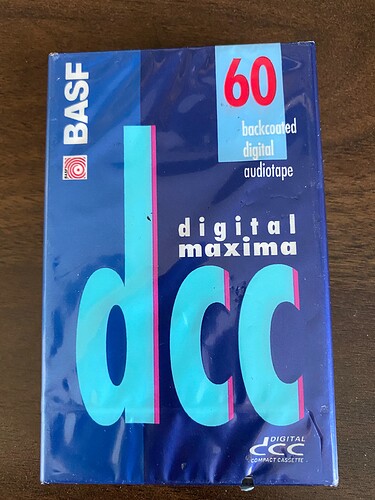 BASF
60
backcoated
digital
audiotape
digital
maxima
dcc
DIGITAL
dcc
COMPACT CASSETTE